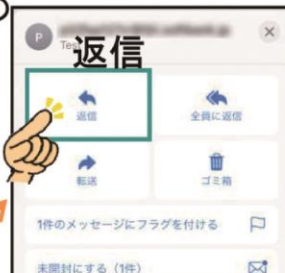 P
Test
返信
返信
全員に返信
転送
ゴミ箱
1件のメッセージにフラグを付ける
未開封にする（1件）